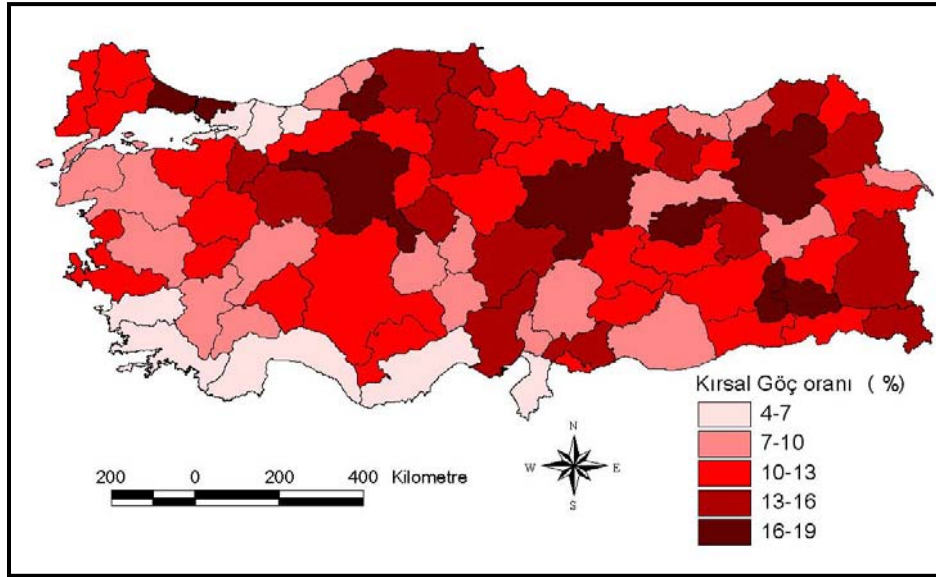 Kırsal Göç oranı ( %)
4-7
7-10
10-13
13-16
16-19
N
W E
S
200 0 200 400 Kilometre